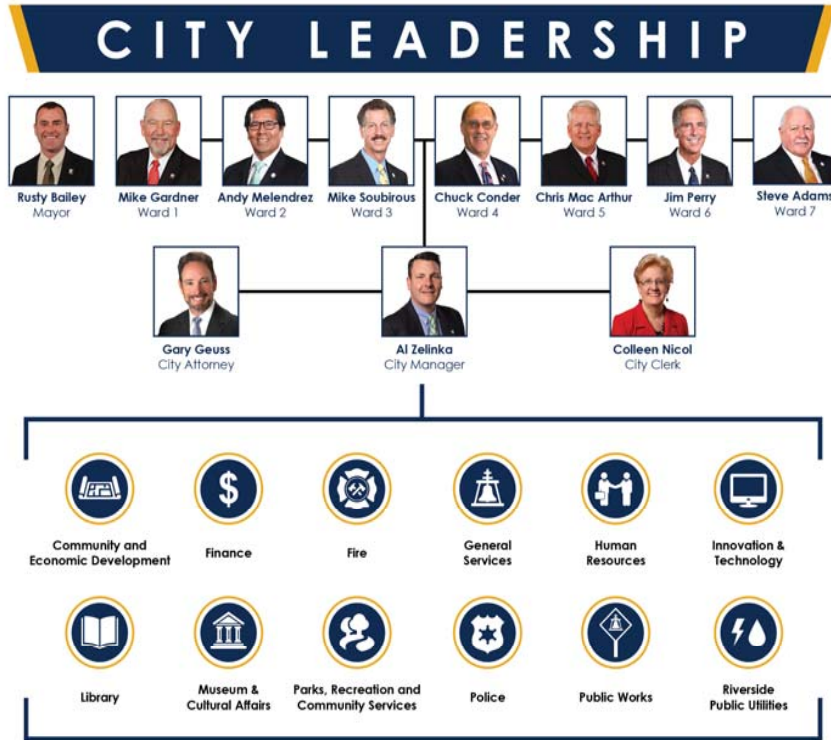 CITY LEADERSHIP
Rusty Bailey
Mayor
Mike Gardner
Ward 1
Andy Melendrez
Ward 2
Mike Soubirous
Ward 3
Chuck Conder
Ward 4
Chris Mac Arthur
Ward 5
Jim Perry
Ward 6
Steve Adams
Ward 7
Gary Geuss
City Attorney
Al Zelinka
City Manager
Colleen Nicol
City Clerk
Community and
Economic Development
$
Finance
Fire
General
Services
Human
Resources
Innovation &
Technology
Library
Museum &
Cultural Affairs
Parks, Recreation and
Community Services
Police
Public Works
Riverside
Public Utilities